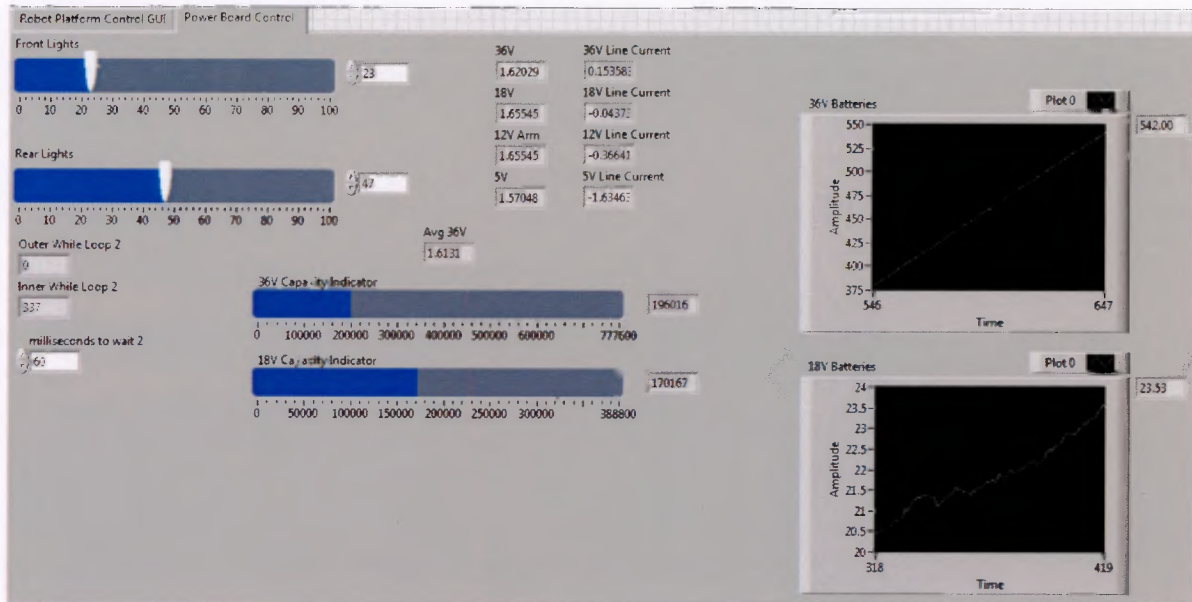 Robot Platform Control GUI Power Board Control
Front Lights
23
0 10 20 30 40 50 60 70 80 90 100
Rear Lights
47
0 10 20 30 40 50 60 70 80 90 100
Outer While Loop 2
0
Inner While Loop 2
337
milliseconds to wait 2
60
36V 36V Line Current
1.62029 0.15358
18V 18V Line Current
1.65545 -0.0437
12V Arm 12V Line Current
1.65545 -0.36641
5V 5V Line Current
1.57048 -1.6346
Avg 36V
1.6131
36V Capacity Indicator
196016
0 100000 200000 300000 400000 500000 600000 777600
18V Capacity Indicator
170167
0 50000 100000 150000 200000 250000 300000 388800
36V Batteries Plot 0
542.00
550
525
500
475
450
425
400
375
Amplitude
546 647
Time
18V Batteries Plot 0
23.53
24
23.5
23
22.5
22
21.5
21
20.5
20
Amplitude
318 419
Time